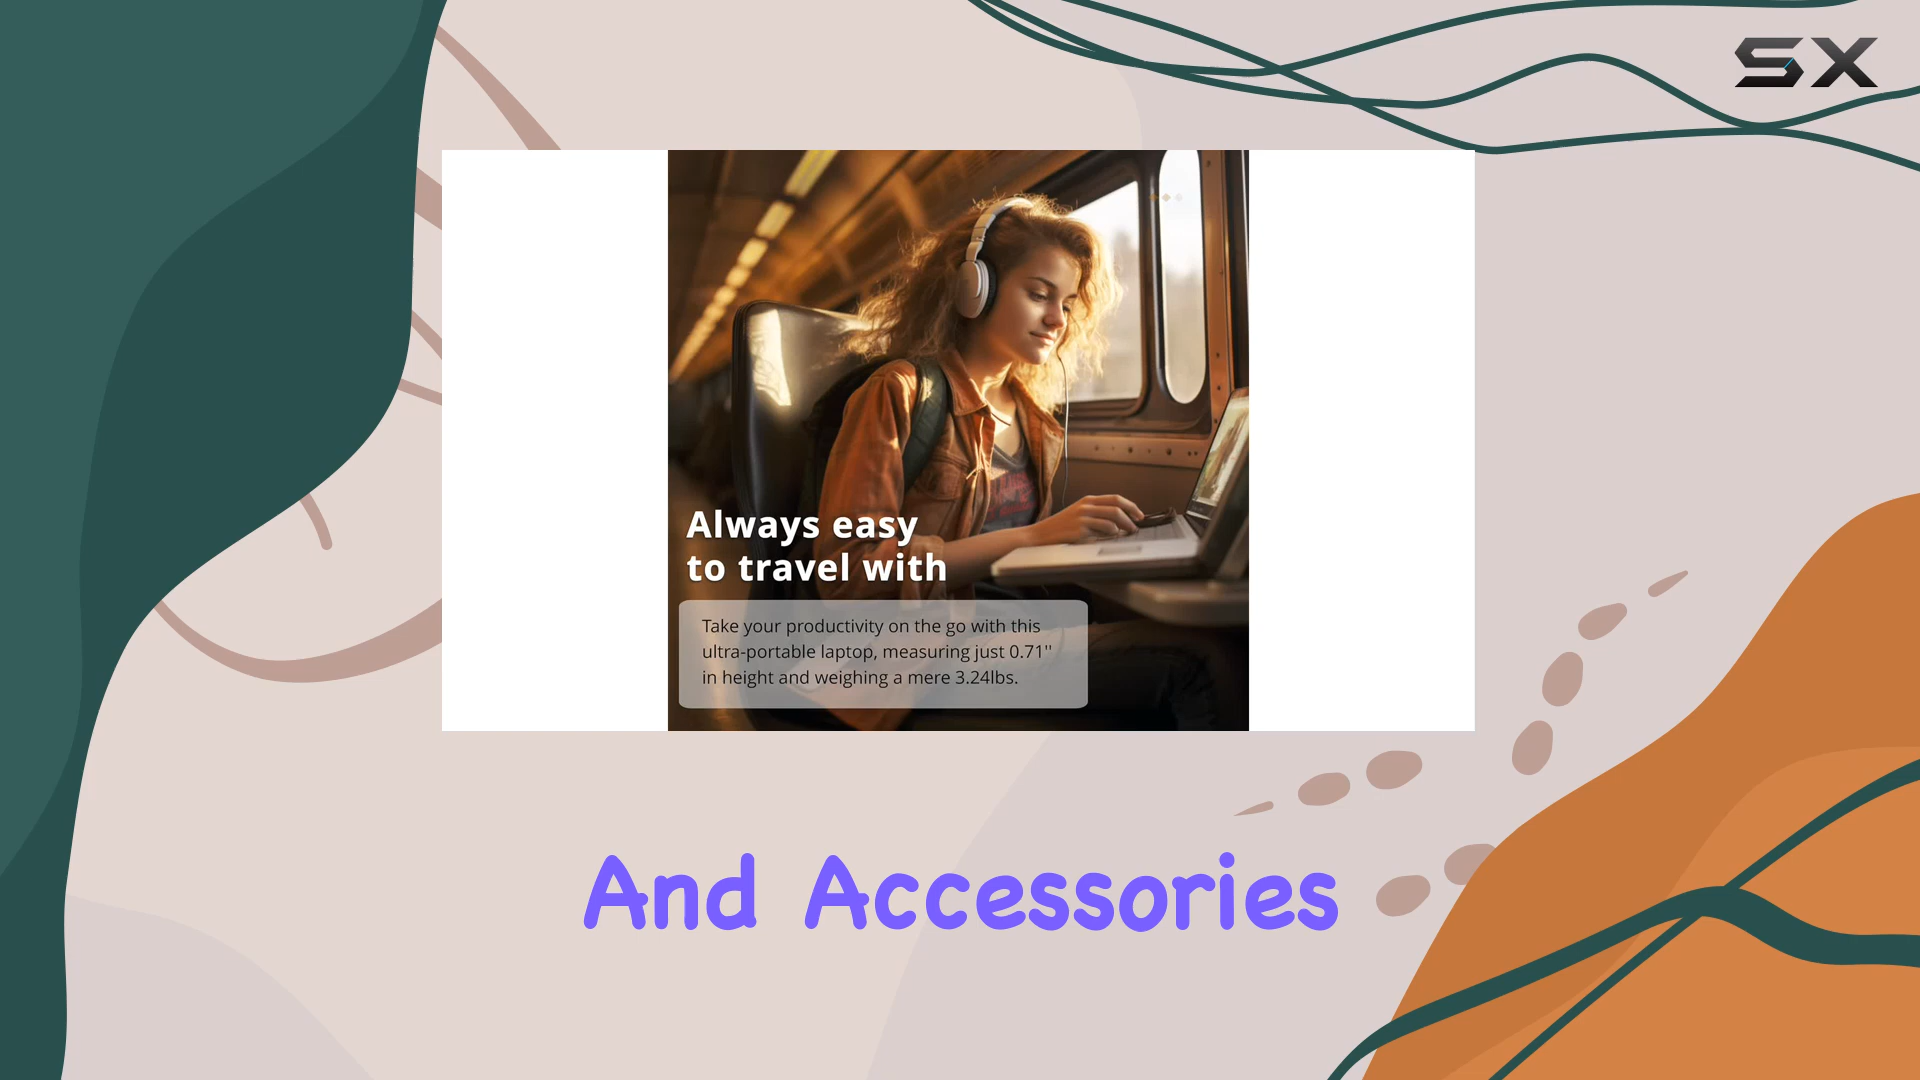 SX
Always easy
to travel with
Take your productivity on the go with this
ultra-portable laptop, measuring just 0.71''
in height and weighing a mere 3.24lbs.
And Accessories